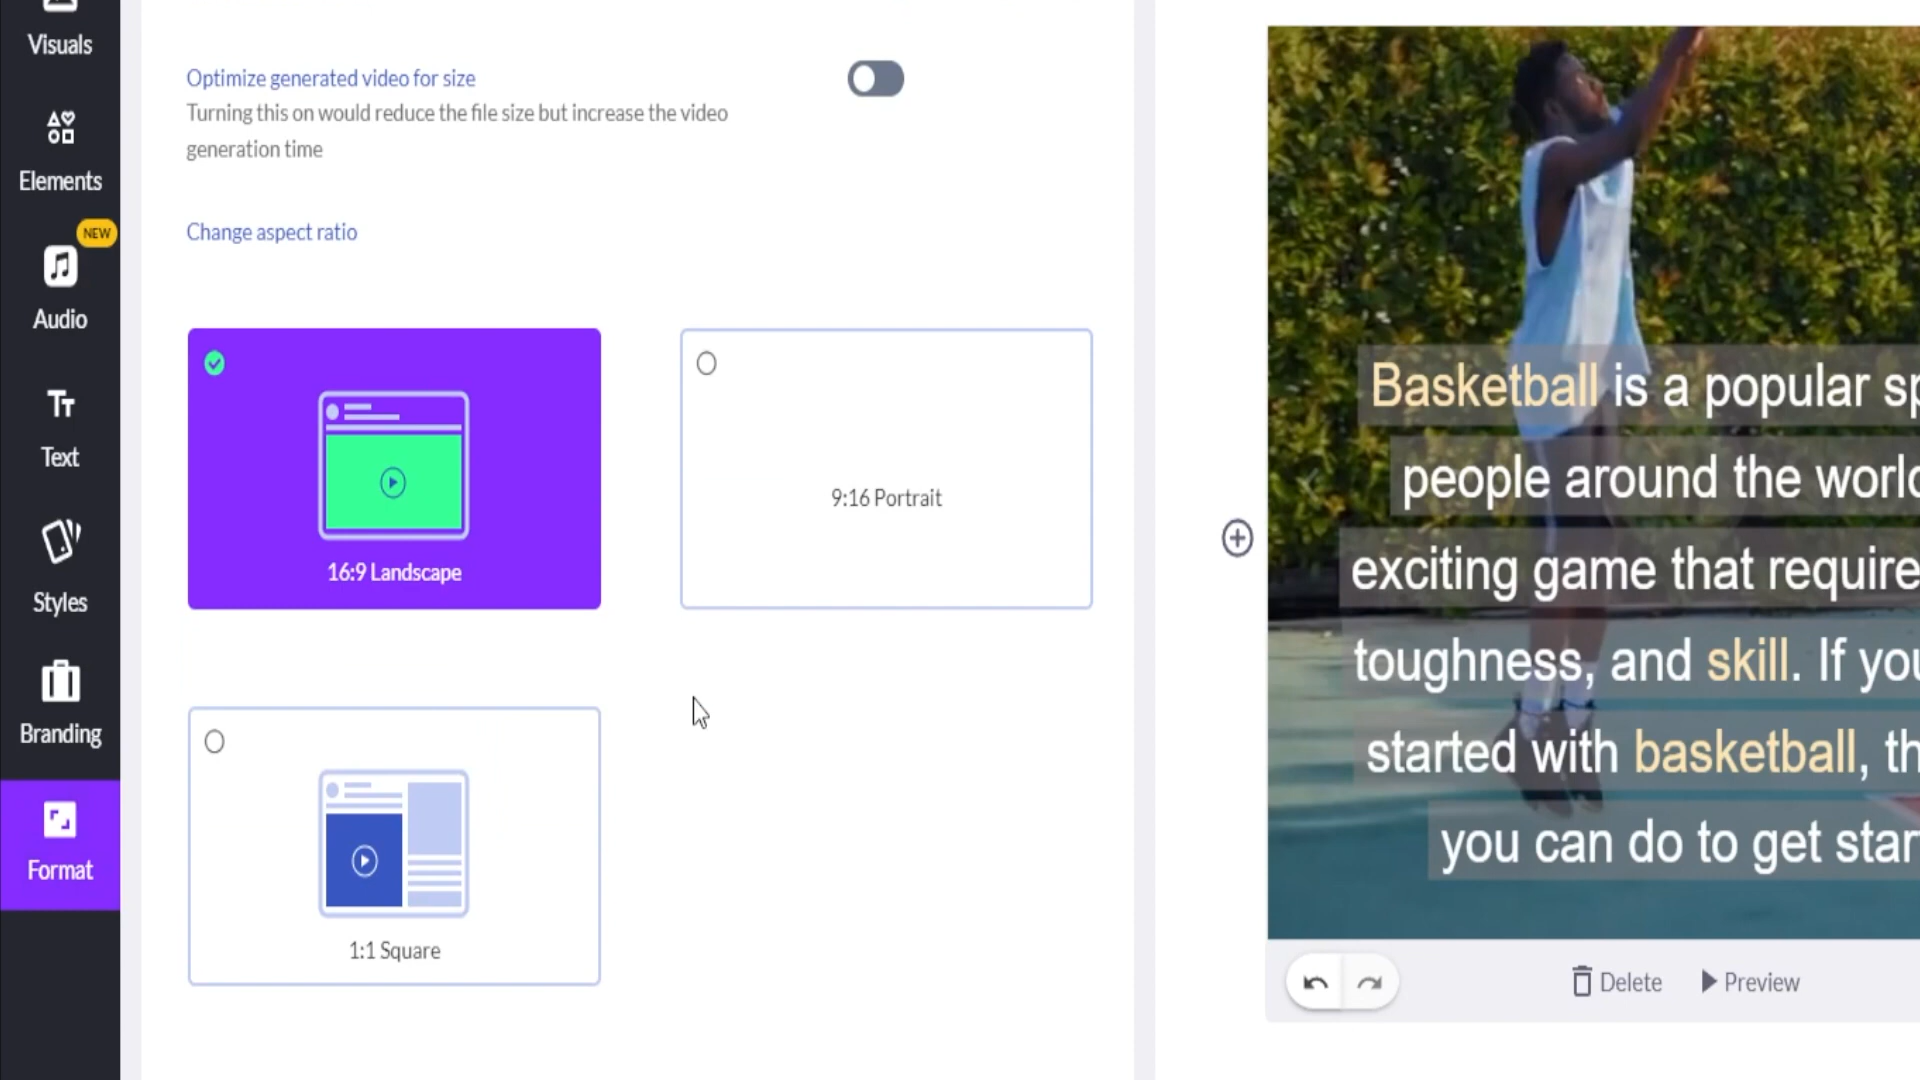 Visuals
Elements
NEW
Audio
Text
Styles
Branding
Format
Optimize generated video for size
Turning this on would reduce the file size but increase the video
generation time
Change aspect ratio
16:9 Landscape
9:16 Portrait
1:1 Square
Basketball is a popular sp
people around the world
exciting game that require
toughness, and skill. If you
started with basketball, th
you can do to get star
Delete
Preview